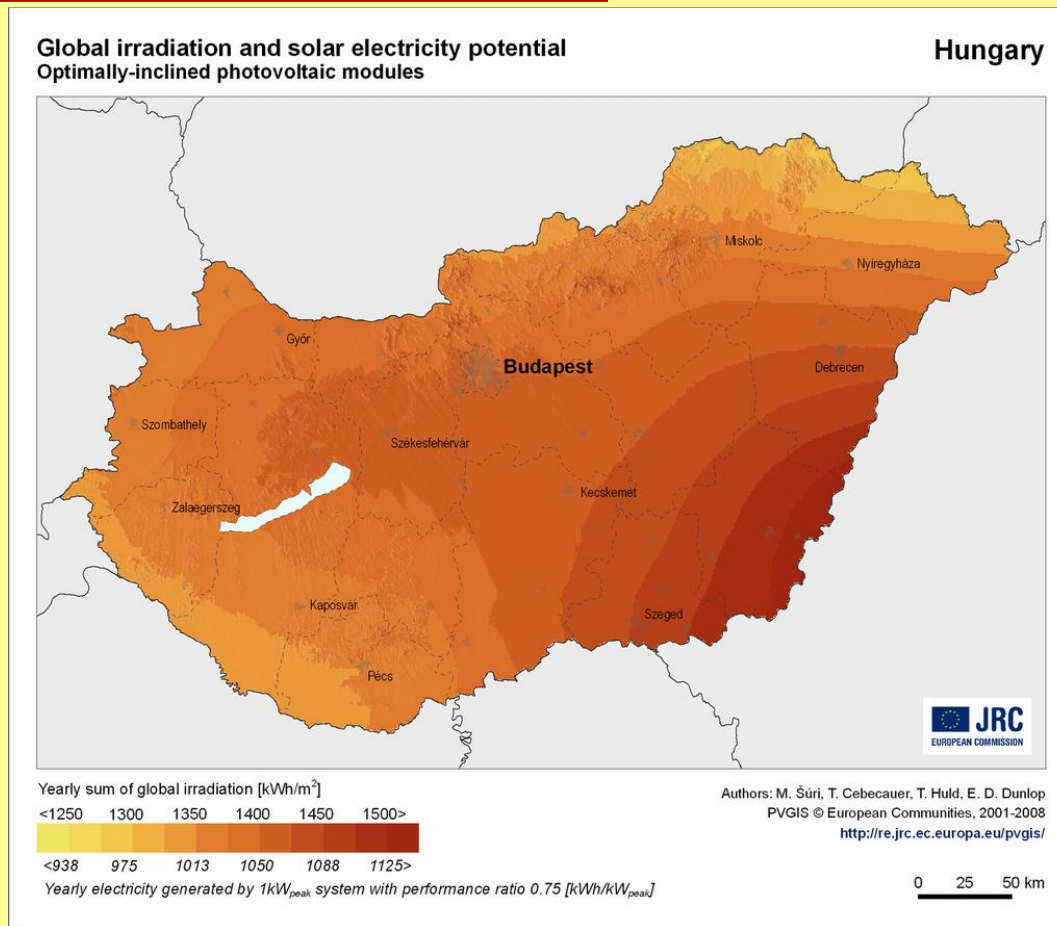 Global irradiation and solar electricity potential
Optimally-inclined photovoltaic modules
Hungary
Miskolc
Nyíregyháza
Győr
Budapest
Debrecen
Szombathely
Székesfehérvár
Kecskemét
Zalaegerszeg
Kaposvár
Szeged
Pécs
JRC
EUROPEAN COMMISSION
Yearly sum of global irradiation [kWh/m²]
<1250 1300 1350 1400 1450 1500>
<938 975 1013 1050 1088 1125>
Yearly electricity generated by 1kWpeak system with performance ratio 0.75 [kWh/kWpeak]
Authors: M. Šúri, T. Cebecauer, T. Huld, E. D. Dunlop
PVGIS © European Communities, 2001-2008
http://re.jrc.ec.europa.eu/pvgis/
0 25 50 km